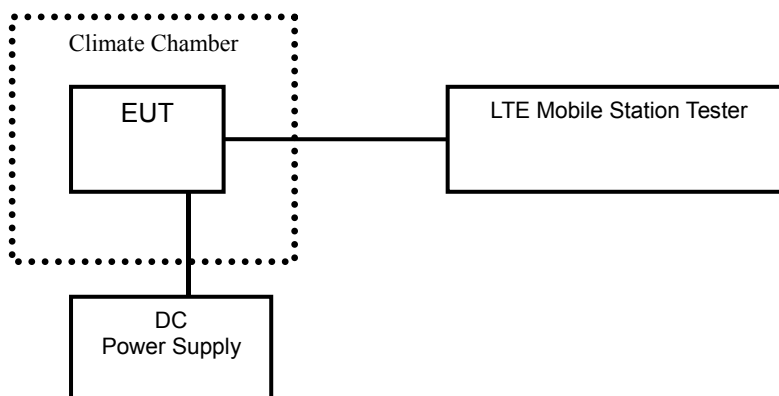 Climate Chamber
EUT
LTE Mobile Station Tester
DC
Power Supply